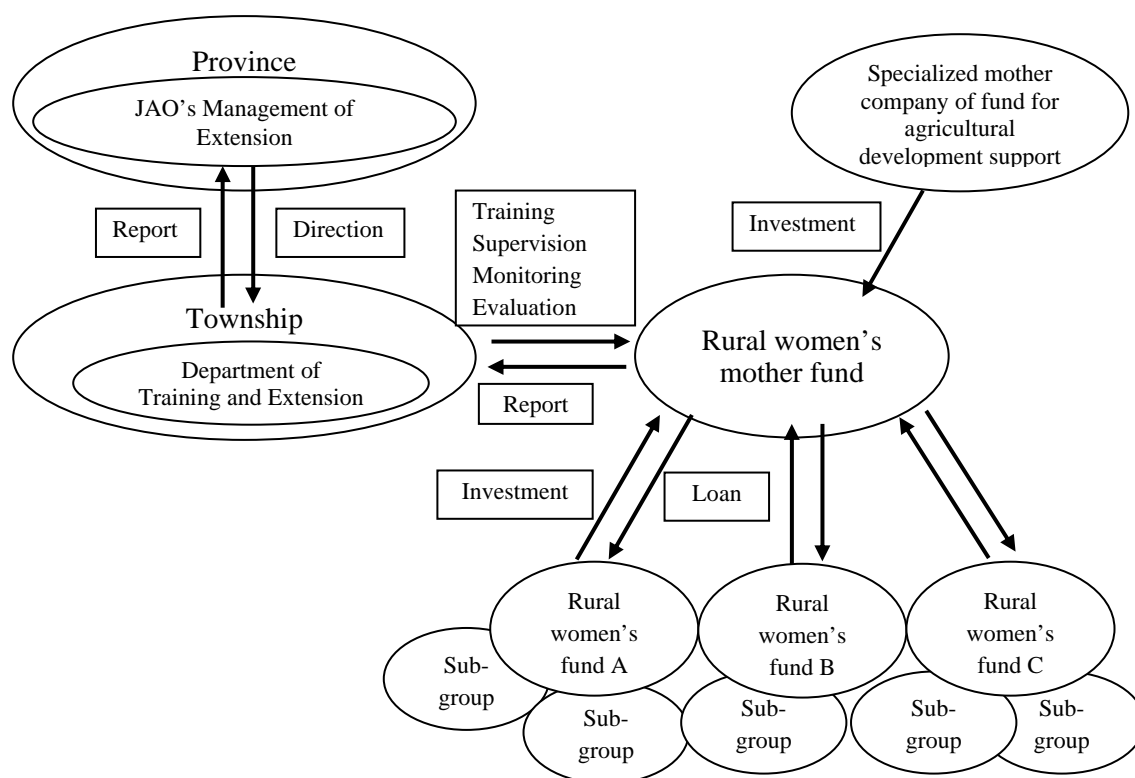 Province
JAO's Management of
Extension
Specialized mother
company of fund for
agricultural
development support
Report
Direction
Training
Supervision
Monitoring
Evaluation
Investment
Township
Department of
Training and Extension
Rural women's
mother fund
Report
Investment
Loan
Rural
women's
fund A
Rural
women's
fund B
Rural
women's
fund C
Sub-
group
Sub-
group
Sub-
group
Sub-
group
Sub-
group